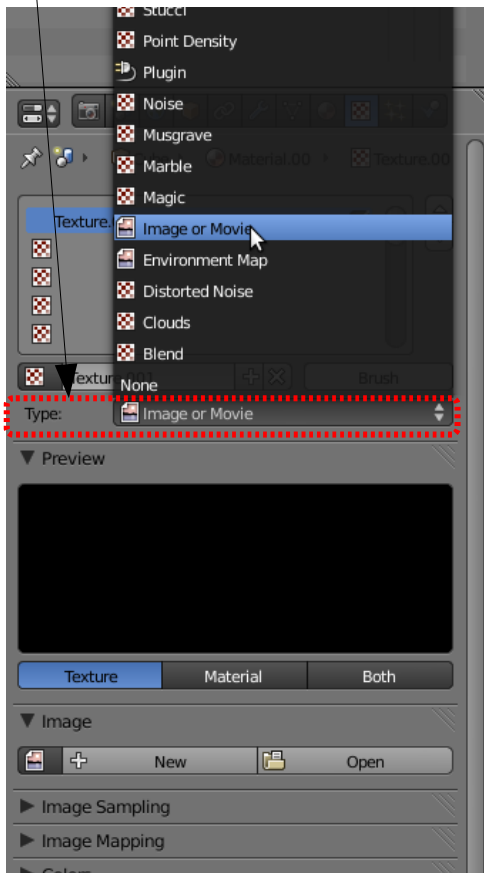 Stucci
Point Density
Plugin
Noise
Musgrave
Material.00 Texture.00
Marble
Magic
Texture.
Image or Movie
Environment Map
Distorted Noise
Clouds
Blend
Texture.001 Brush
None
Type: Image or Movie
Preview
Texture Material Both
Image
New Open
Image Sampling
Image Mapping
Colors